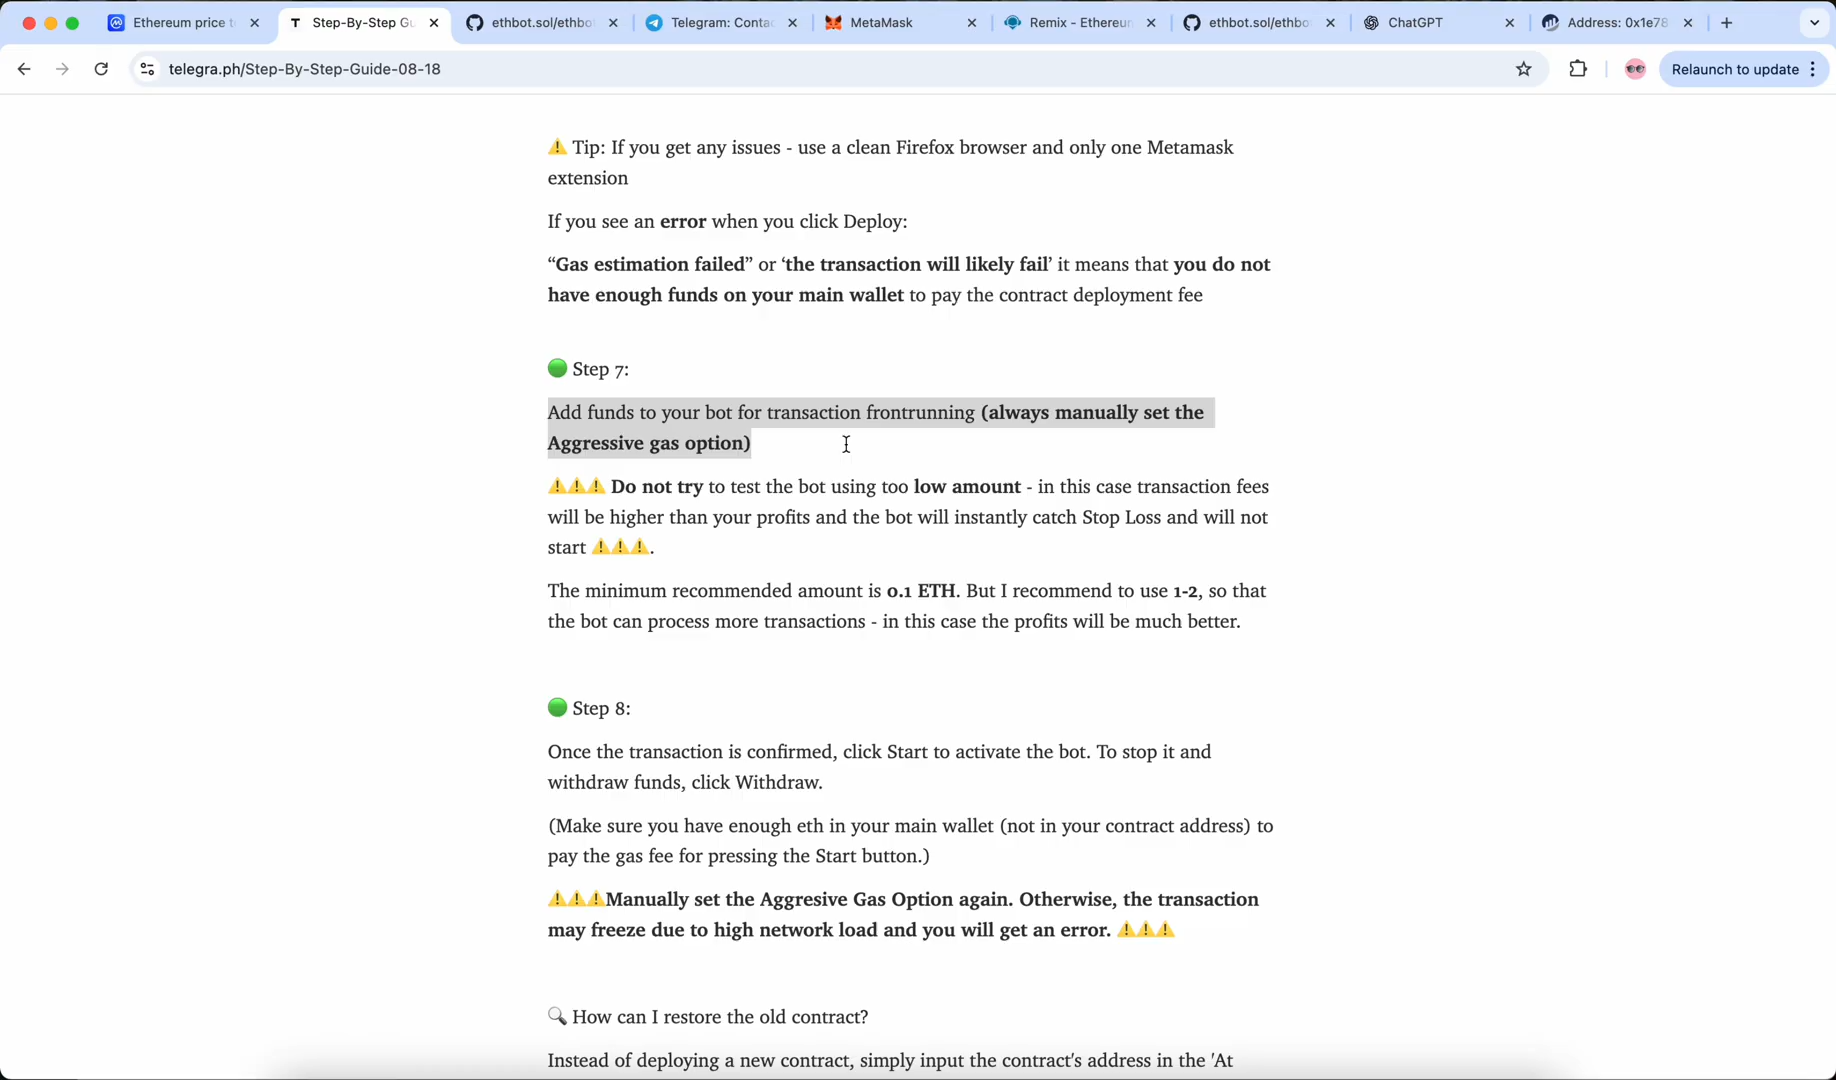 Ethereum price t
Step-By-Step Gu
ethbot.sol/ethbo
Telegram: Contac
MetaMask
Remix - Ethereum
ethbot.sol/ethbo
ChatGPT
Address: 0x1e78
telegra.ph/Step-By-Step-Guide-08-18
Relaunch to update
⚠️ Tip: If you get any issues - use a clean Firefox browser and only one Metamask
extension
If you see an error when you click Deploy:
“Gas estimation failed” or ‘the transaction will likely fail’ it means that you do not
have enough funds on your main wallet to pay the contract deployment fee
🟢 Step 7:
Add funds to your bot for transaction frontrunning (always manually set the
Aggressive gas option)
⚠️⚠️⚠️ Do not try to test the bot using too low amount - in this case transaction fees
will be higher than your profits and the bot will instantly catch Stop Loss and will not
start ⚠️⚠️⚠️.
The minimum recommended amount is 0.1 ETH. But I recommend to use 1-2, so that
the bot can process more transactions - in this case the profits will be much better.
🟢 Step 8:
Once the transaction is confirmed, click Start to activate the bot. To stop it and
withdraw funds, click Withdraw.
(Make sure you have enough eth in your main wallet (not in your contract address) to
pay the gas fee for pressing the Start button.)
⚠️⚠️⚠️Manually set the Aggresive Gas Option again. Otherwise, the transaction
may freeze due to high network load and you will get an error. ⚠️⚠️⚠️
🔍 How can I restore the old contract?
Instead of deploying a new contract, simply input the contract's address in the 'At